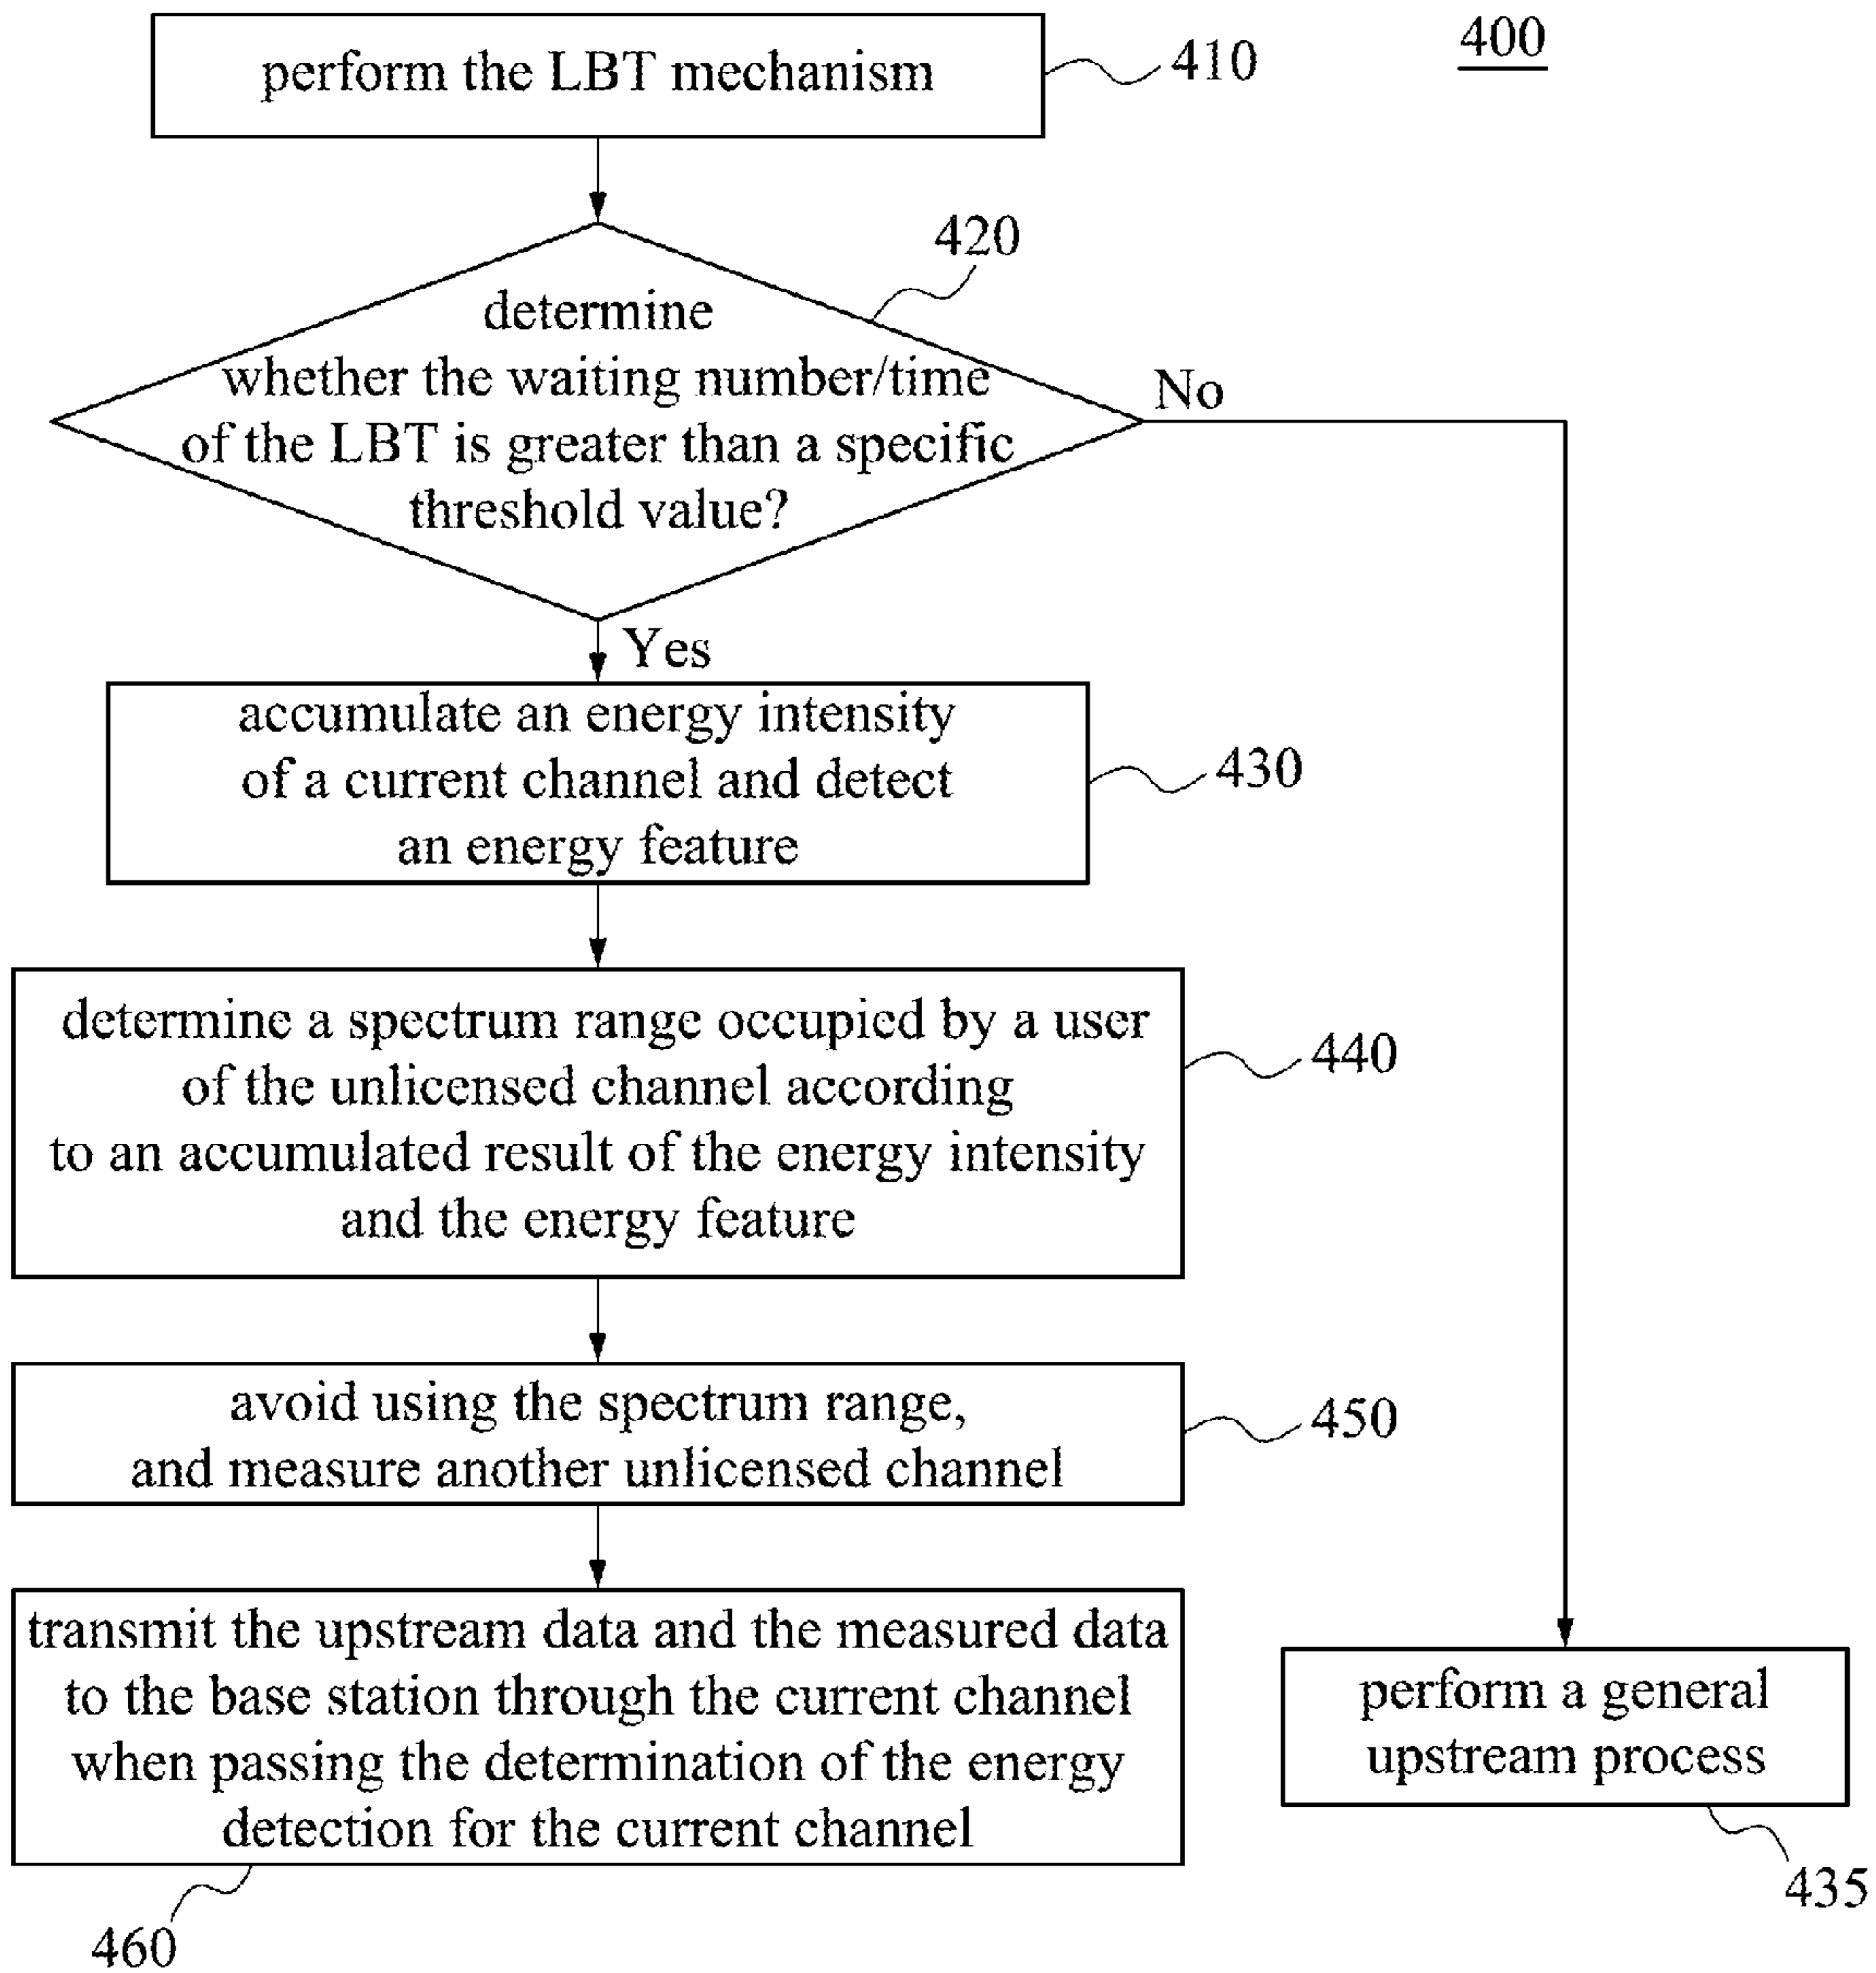 400
perform the LBT mechanism
410
420
determine
whether the waiting number/time
of the LBT is greater than a specific
threshold value?
No
Yes
accumulate an energy intensity
of a current channel and detect
an energy feature
430
determine a spectrum range occupied by a user
of the unlicensed channel according
to an accumulated result of the energy intensity
and the energy feature
440
avoid using the spectrum range,
and measure another unlicensed channel
450
transmit the upstream data and the measured data
to the base station through the current channel
when passing the determination of the energy
detection for the current channel
460
perform a general
upstream process
435